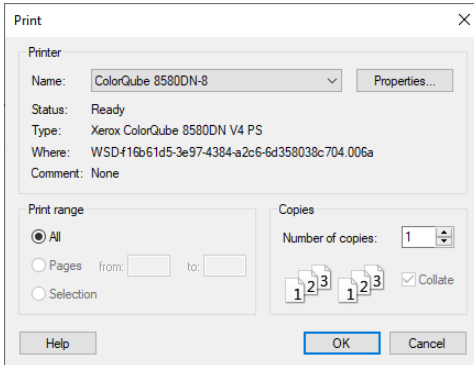 Print
Printer
Name: ColorQube 8580DN-8 Properties...
Status: Ready
Type: Xerox ColorQube 8580DN V4 PS
Where: WSD-f16b61d5-3e97-4384-a2c6-6d358038c704.006a
Comment: None
Print range
All
Pages from: to:
Selection
Copies
Number of copies: 1
1 2 3 1 2 3 Collate
Help OK Cancel